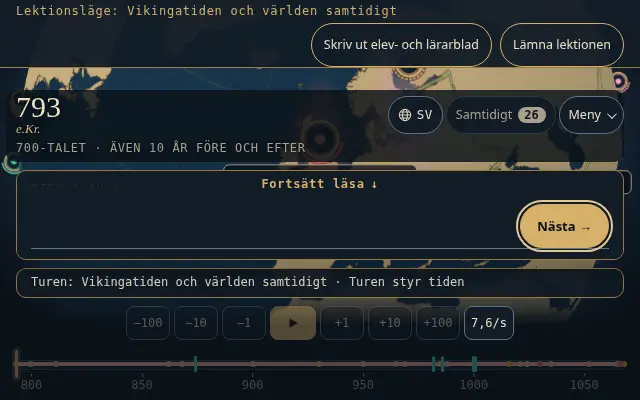 Lektionsläge: Vikingatiden och världen samtidigt
Skriv ut elev- och lärarblad
Lämna lektionen
793
e.Kr.
SV
Samtidigt 26
Meny
700-TALET · ÄVEN 10 ÅR FÖRE OCH EFTER
Fortsätt läsa ↓
Nästa →
Turen: Vikingatiden och världen samtidigt · Turen styr tiden
−100 −10 −1 +1 +10 +100 7,6/s
800 850 900 950 1000 1050